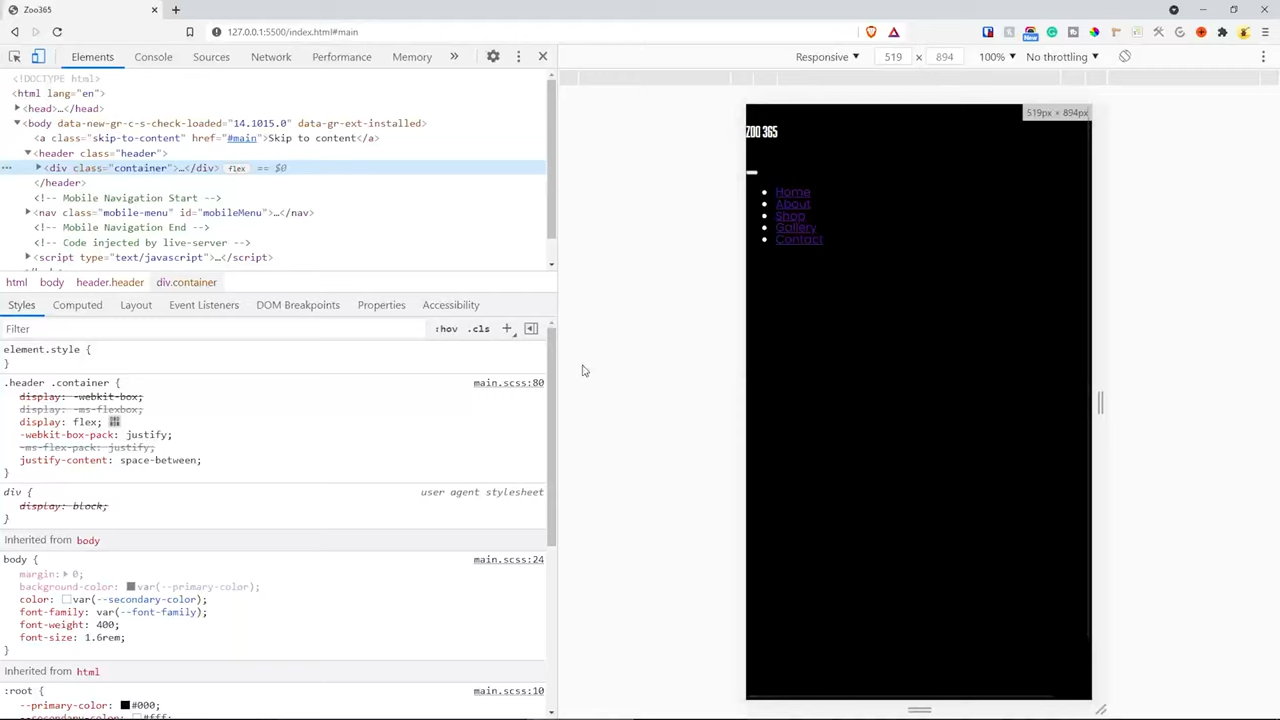 Zoo365
127.0.0.1:5500/index.html#main
New
Elements Console Sources Network Performance Memory
Responsive 519 × 894 100% No throttling
<!DOCTYPE html>
<html lang="en">
<head>…</head>
<body data-new-gr-c-s-check-loaded="14.1015.0" data-gr-ext-installed>
<a class="skip-to-content" href="#main">Skip to content</a>
<header class="header">
<div class="container">…</div> flex == $0
</header>
<!-- Mobile Navigation Start -->
<nav class="mobile-menu" id="mobileMenu">…</nav>
<!-- Mobile Navigation End -->
<!-- Code injected by live-server -->
<script type="text/javascript">…</script>
html body header.header div.container
Styles Computed Layout Event Listeners DOM Breakpoints Properties Accessibility
Filter :hov .cls
element.style {
}
.header .container { main.scss:80
display: -webkit-box;
display: -ms-flexbox;
display: flex;
-webkit-box-pack: justify;
-ms-flex-pack: justify;
justify-content: space-between;
}
div { user agent stylesheet
display: block;
}
Inherited from body
body { main.scss:24
margin: 0;
background-color: var(--primary-color);
color: var(--secondary-color);
font-family: var(--font-family);
font-weight: 400;
font-size: 1.6rem;
}
Inherited from html
:root { main.scss:10
--primary-color: #000;
--secondary-color: #fff;
519px × 894px
ZOO 365
Home
About
Shop
Gallery
Contact